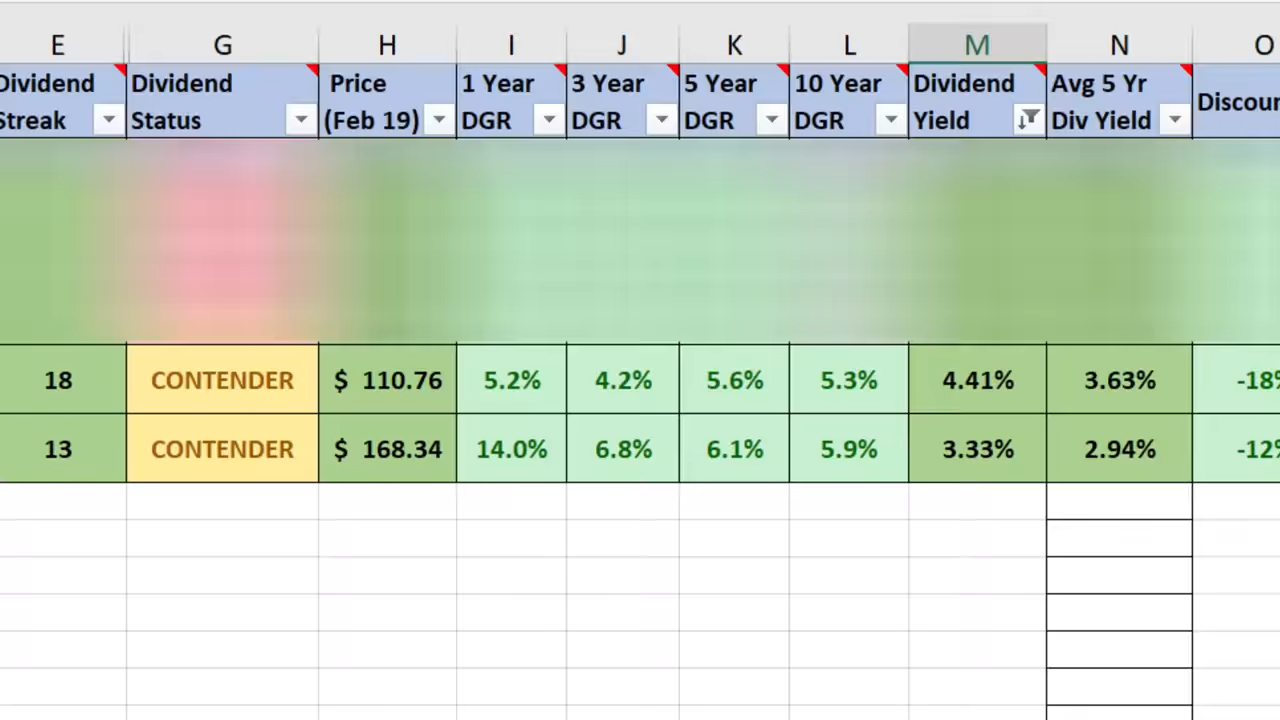 E G H I J K L M N O
Dividend Dividend Price 1 Year 3 Year 5 Year 10 Year Dividend Avg 5 Yr
Streak Status (Feb 19) DGR DGR DGR DGR Yield Div Yield Discoun
18 CONTENDER $ 110.76 5.2% 4.2% 5.6% 5.3% 4.41% 3.63% -18%
13 CONTENDER $ 168.34 14.0% 6.8% 6.1% 5.9% 3.33% 2.94% -12%